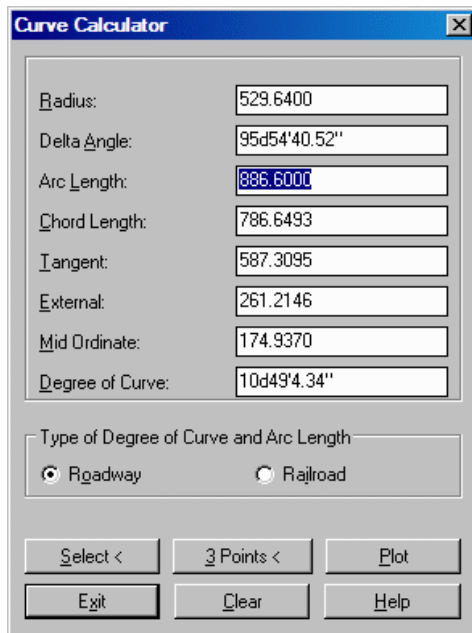 Curve Calculator
Radius: 529.6400
Delta Angle: 95d54'40.52"
Arc Length: 886.6000
Chord Length: 786.6493
Tangent: 587.3095
External: 261.2146
Mid Ordinate: 174.9370
Degree of Curve: 10d49'4.34"
Type of Degree of Curve and Arc Length
Roadway Railroad
Select < 3 Points < Plot
Exit Clear Help